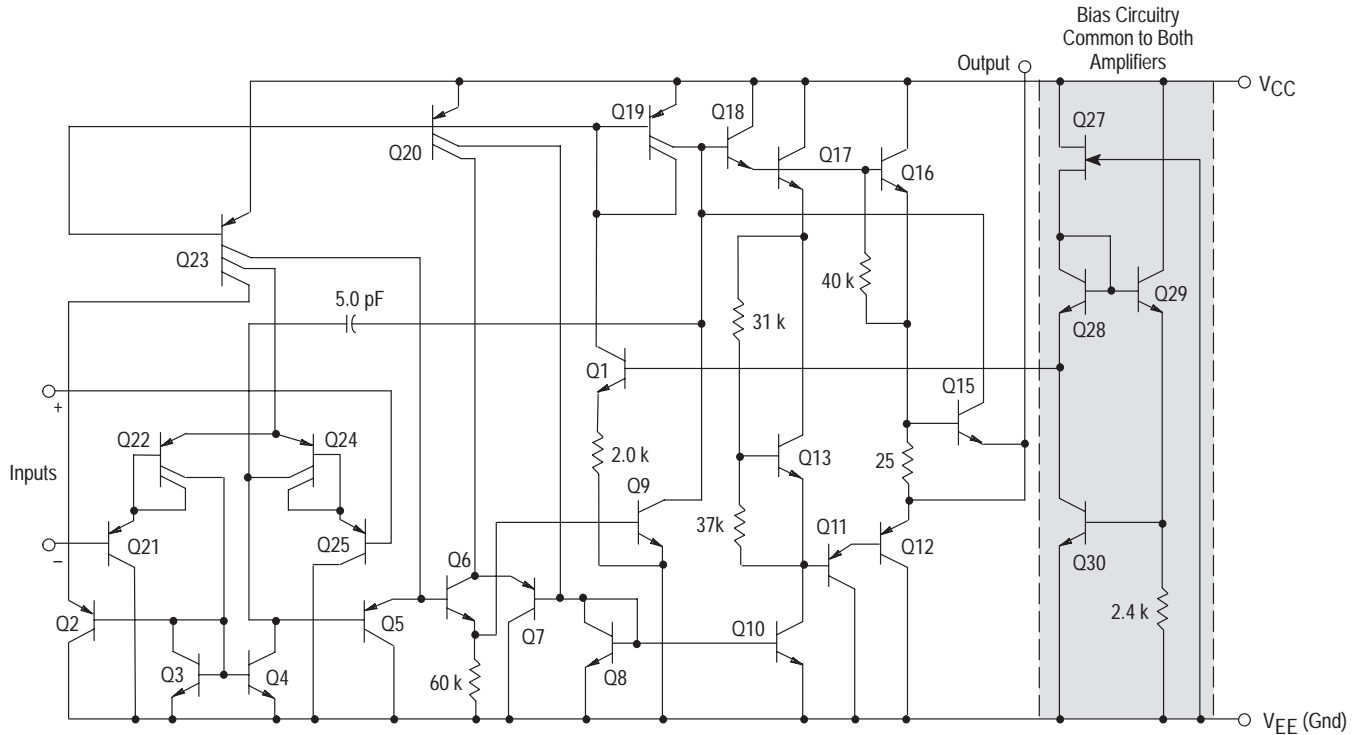 Bias Circuitry
Common to Both
Amplifiers
Output
VCC
Q19
Q18
Q27
Q20
Q17
Q16
Q23
40 k
5.0 pF
31 k
Q28
Q29
Q1
Q15
+
Q22
Q24
Inputs
2.0 k
Q13
25
Q9
37k
Q21
Q25
Q11
Q12
–
Q6
Q30
Q2
Q5
Q7
Q10
2.4 k
Q3
Q4
60 k
Q8
VEE (Gnd)